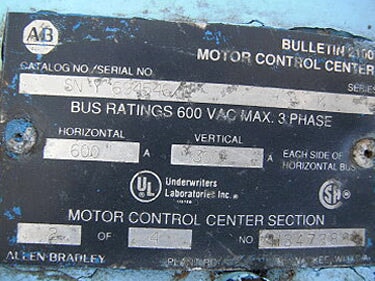 AB
BULLETIN 2100
MOTOR CONTROL CENTER
CATALOG NO/SERIAL NO. SERIES
BUS RATINGS 600 VAC MAX. 3 PHASE
HORIZONTAL VERTICAL
600 A A EACH SIDE OF
HORIZONTAL BUS
UL Underwriters
Laboratories Inc.
LISTED
SA
MOTOR CONTROL CENTER SECTION
2 OF 4 NO
ALLEN-BRADLEY